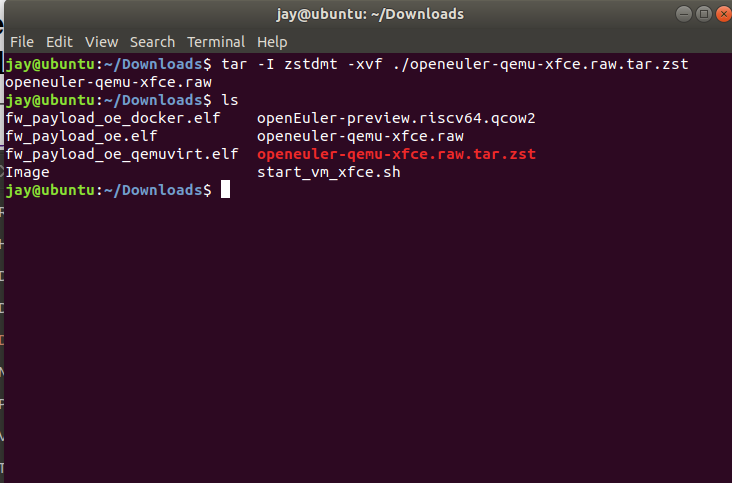 jay@ubuntu: ~/Downloads
File Edit View Search Terminal Help
jay@ubuntu:~/Downloads$ tar -I zstdmt -xvf ./openeuler-qemu-xfce.raw.tar.zst
openeuler-qemu-xfce.raw
jay@ubuntu:~/Downloads$ ls
fw_payload_oe_docker.elf    openEuler-preview.riscv64.qcow2
fw_payload_oe.elf           openeuler-qemu-xfce.raw
fw_payload_oe_qemuvirt.elf  openeuler-qemu-xfce.raw.tar.zst
Image                       start_vm_xfce.sh
jay@ubuntu:~/Downloads$